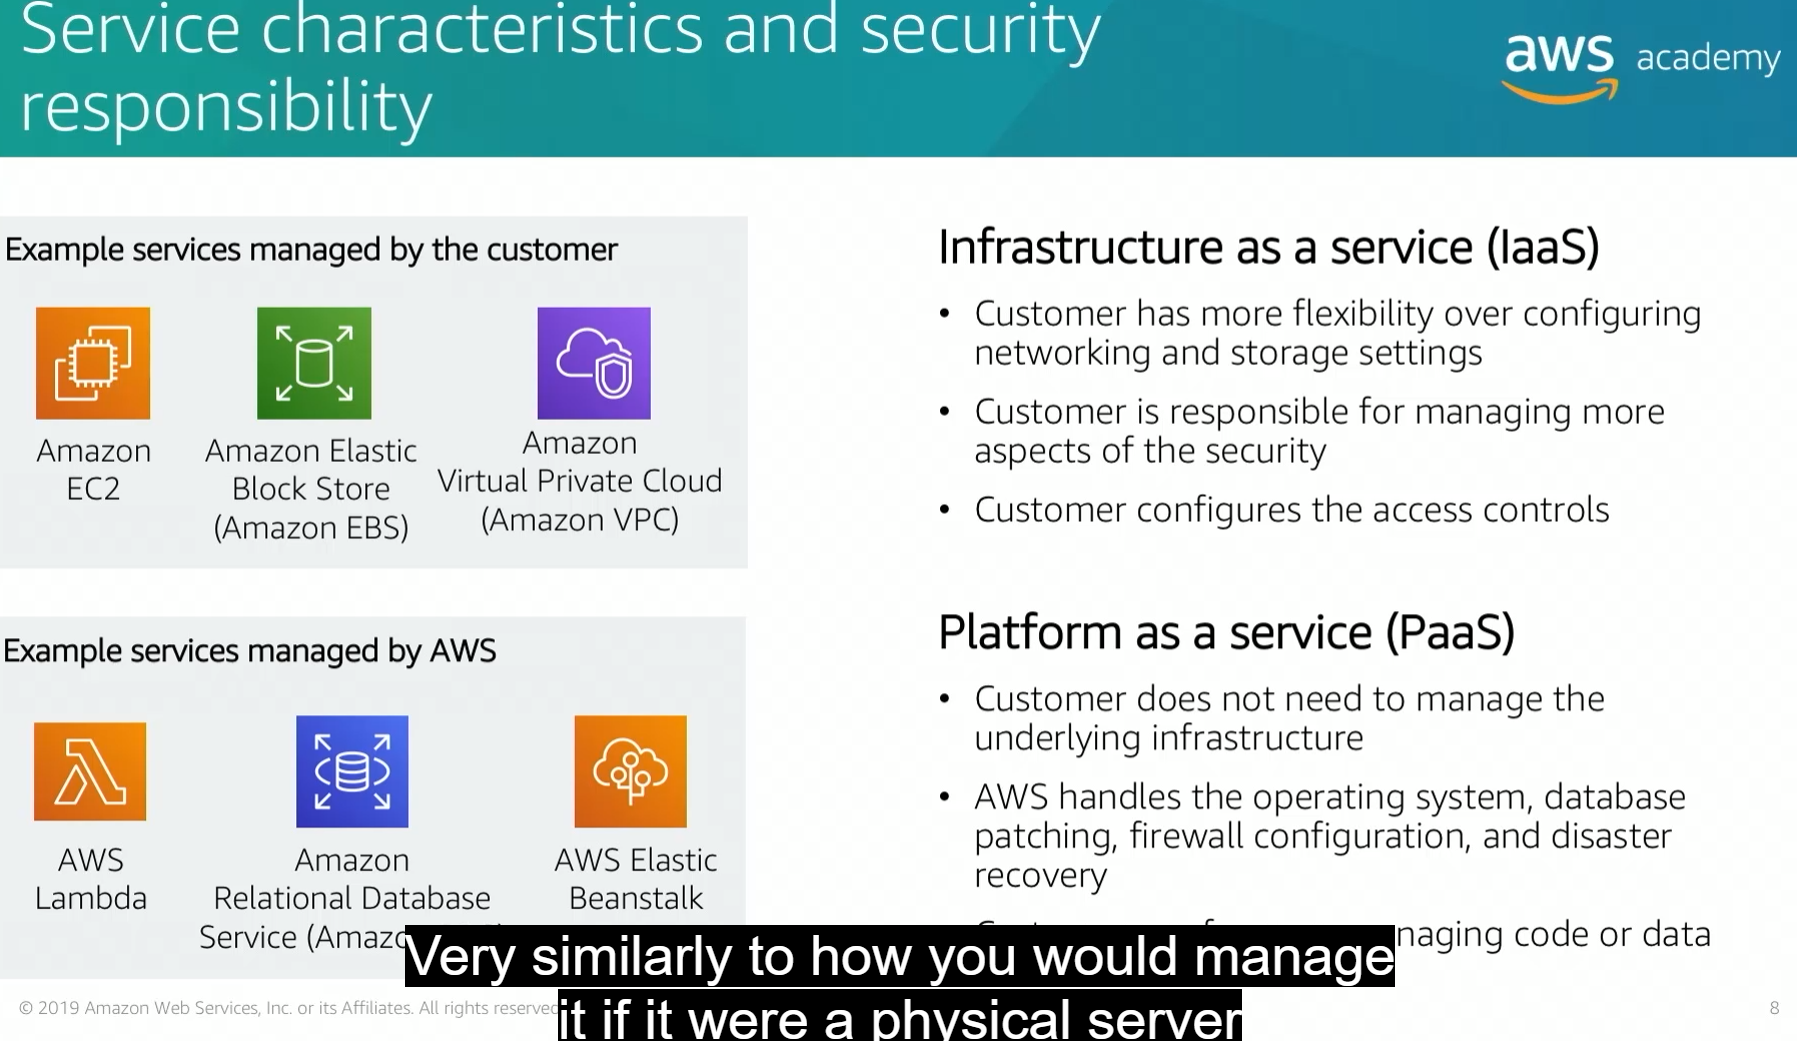 Service characteristics and security
responsibility
aws academy
Example services managed by the customer
Amazon
EC2
Amazon Elastic
Block Store
(Amazon EBS)
Amazon
Virtual Private Cloud
(Amazon VPC)
Example services managed by AWS
AWS
Lambda
Amazon
Relational Database
Service (Amazo
AWS Elastic
Beanstalk
Infrastructure as a service (IaaS)
• Customer has more flexibility over configuring
networking and storage settings
• Customer is responsible for managing more
aspects of the security
• Customer configures the access controls
Platform as a service (PaaS)
• Customer does not need to manage the
underlying infrastructure
• AWS handles the operating system, database
patching, firewall configuration, and disaster
recovery
naging code or data
Very similarly to how you would manage
it if it were a physical server
© 2019 Amazon Web Services, Inc. or its Affiliates. All rights reserved
8